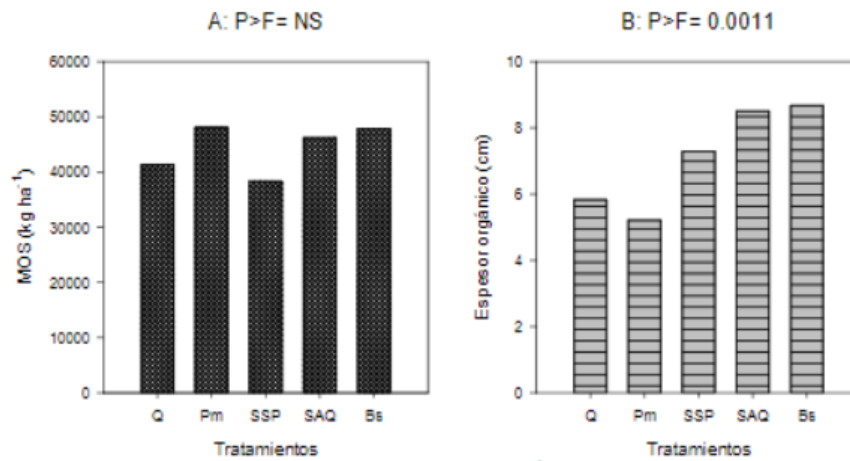 A: P>F= NS
60000
50000
40000
30000
20000
10000
0
MOS (kg ha⁻¹)
Q Pm SSP SAQ Bs
Tratamientos
B: P>F= 0.0011
10
8
6
4
2
0
Espesor orgánico (cm)
Q Pm SSP SAQ Bs
Tratamientos